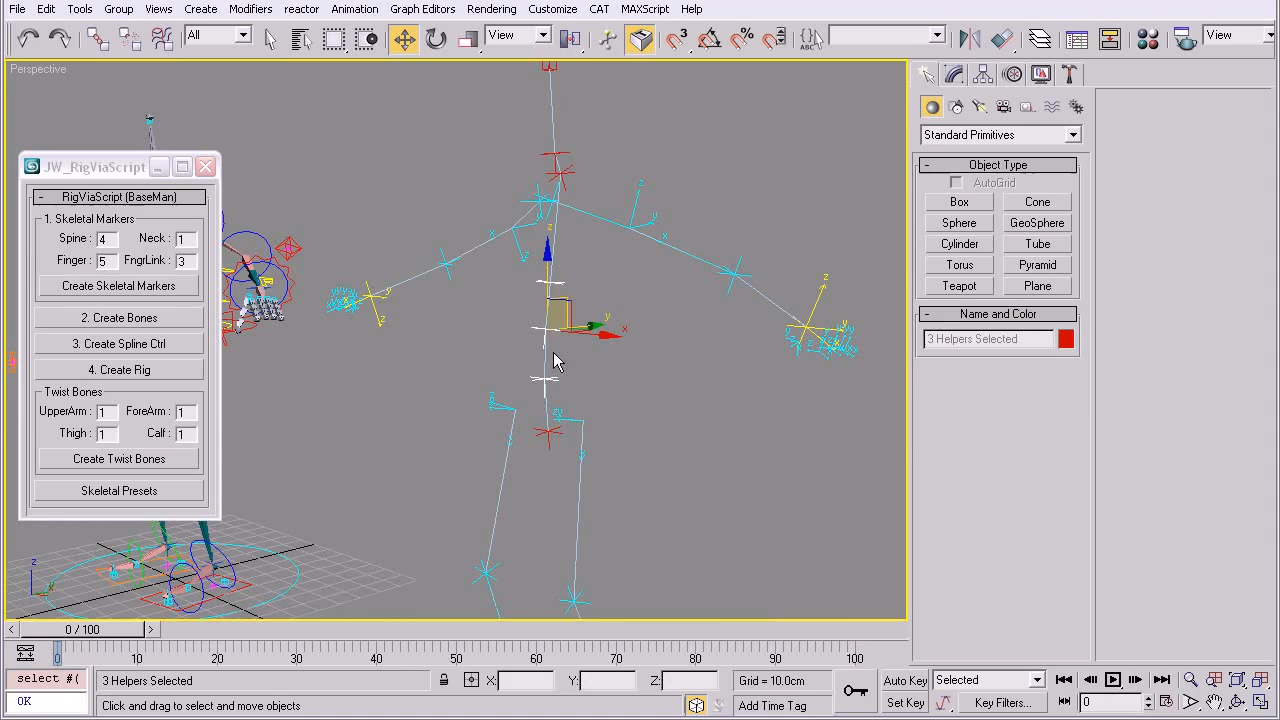 File Edit Tools Group Views Create Modifiers reactor Animation Graph Editors Rendering Customize CAT MAXScript Help
All View 3 % ABC View
Perspective
JW_RigViaScript
- RigViaScript (BaseMan)
1. Skeletal Markers
Spine: 4 Neck: 1
Finger: 5 FngrLink: 3
Create Skeletal Markers
2. Create Bones
3. Create Spline Ctrl
4. Create Rig
Twist Bones
UpperArm : 1 ForeArm : 1
Thigh : 1 Calf : 1
Create Twist Bones
Skeletal Presets
Standard Primitives
- Object Type
AutoGrid
Box Cone
Sphere GeoSphere
Cylinder Tube
Torus Pyramid
Teapot Plane
- Name and Color
3 Helpers Selected
z
y
x
0 / 100
0 10 20 30 40 50 60 70 80 90 100
select #(
OK
3 Helpers Selected X: Y: Z: Grid = 10.0cm Auto Key Selected
Click and drag to select and move objects Add Time Tag Set Key Key Filters... 0